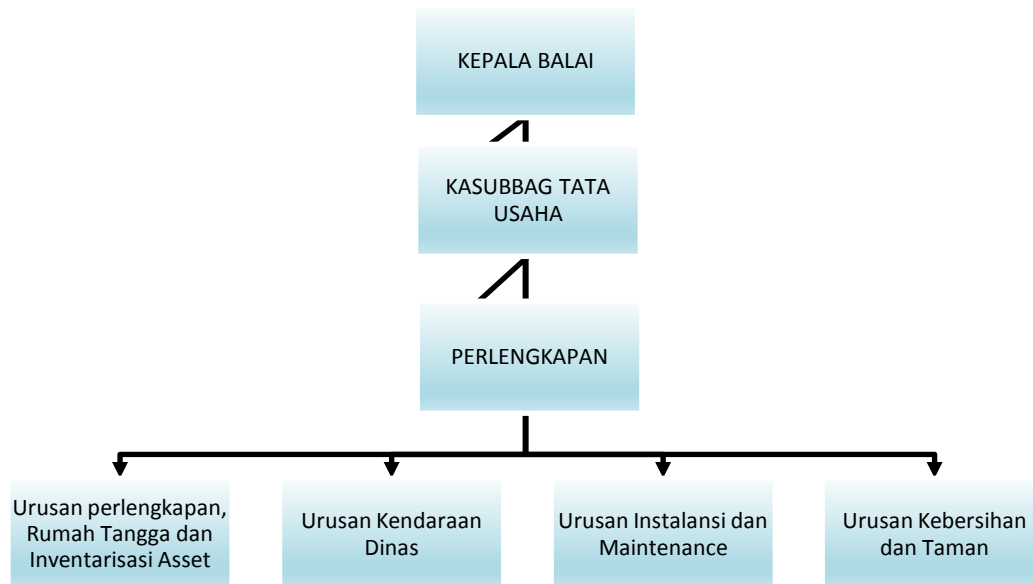 KEPALA BALAI
KASUBBAG TATA
USAHA
PERLENGKAPAN
Urusan perlengkapan,
Rumah Tangga dan
Inventarisasi Asset
Urusan Kendaraan
Dinas
Urusan Instalansi dan
Maintenance
Urusan Kebersihan
dan Taman